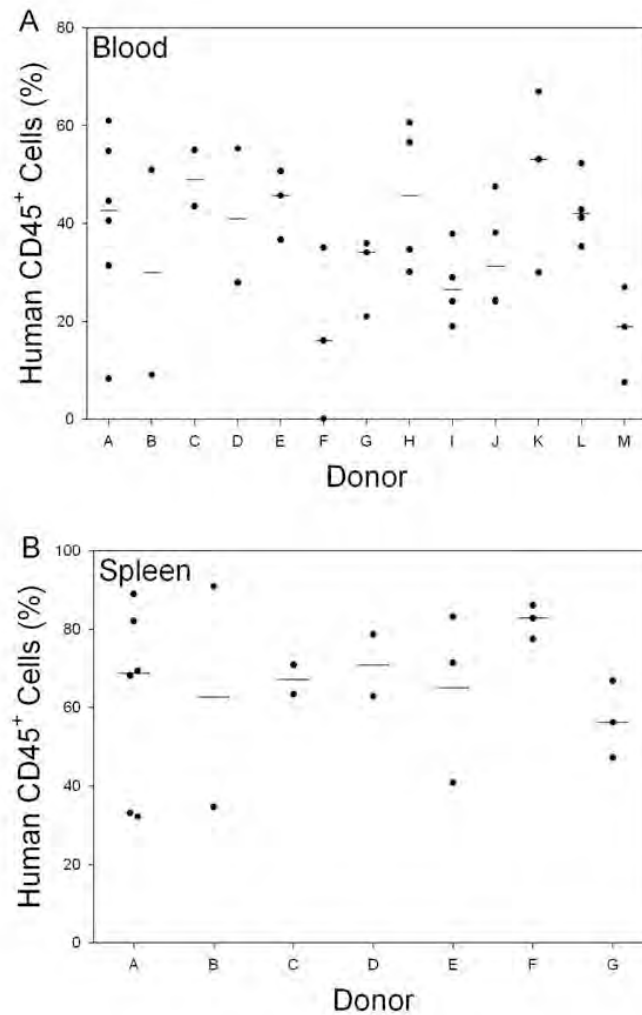 A
Blood
Human CD45+ Cells (%)
80
60
40
20
0
A B C D E F G H I J K L M
Donor
B
Spleen
Human CD45+ Cells (%)
100
80
60
40
20
0
A B C D E F G
Donor